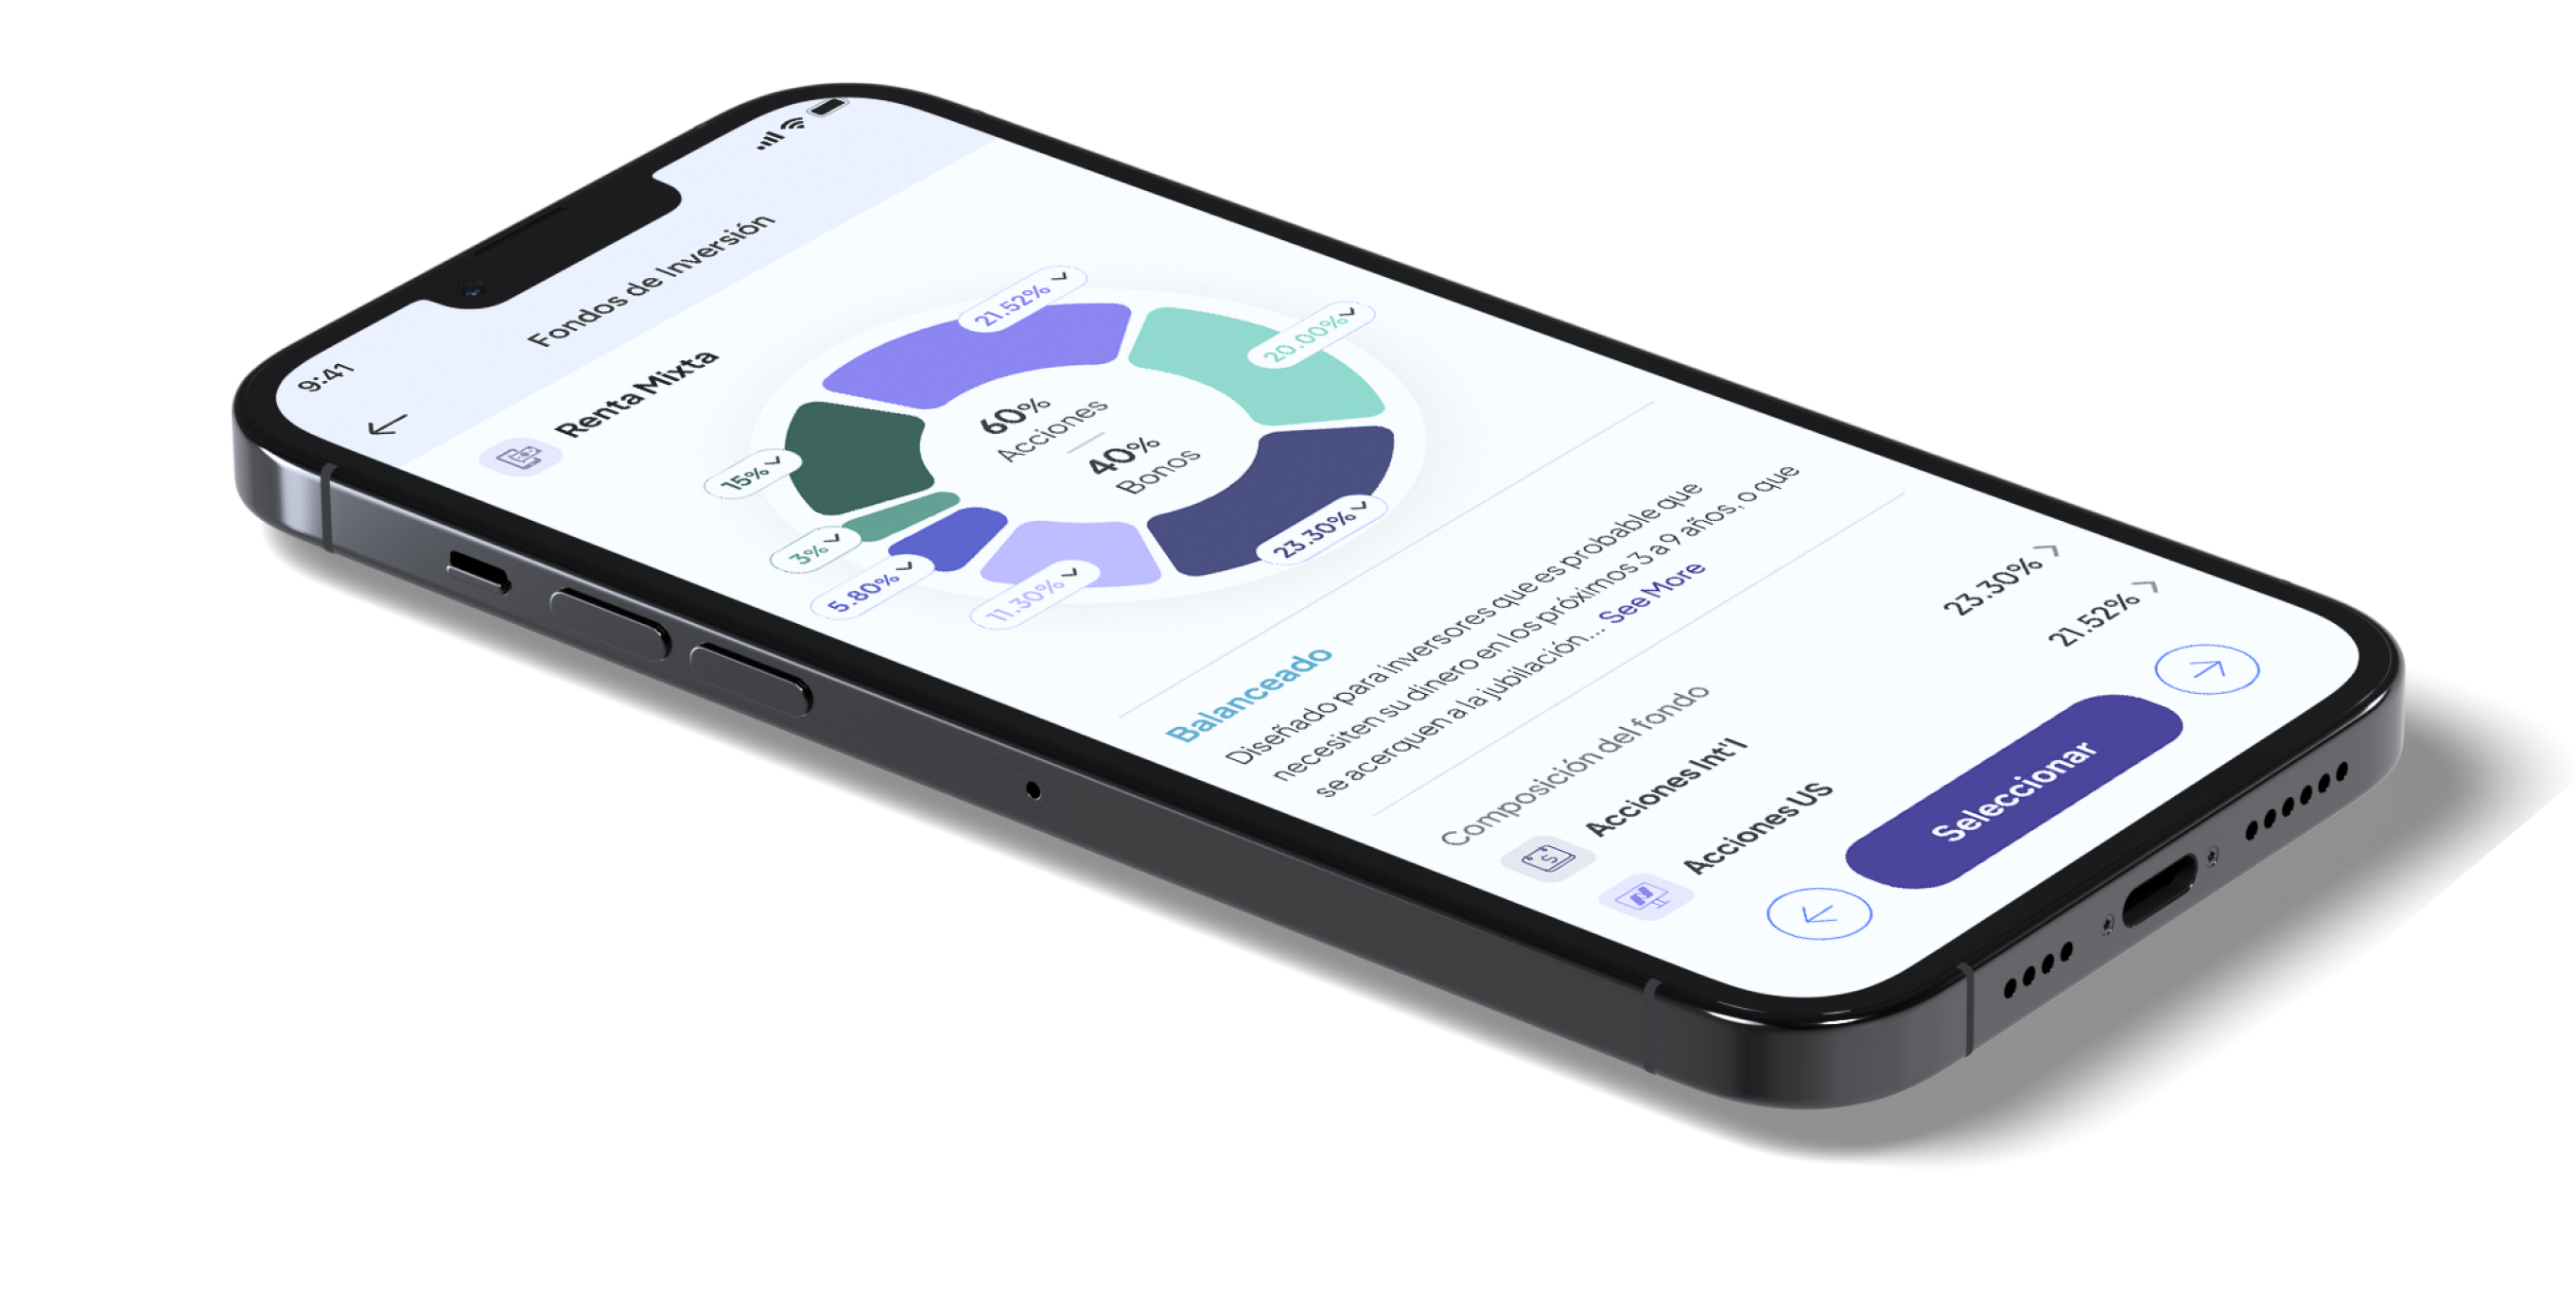 9:41
Fondos de Inversión
Renta Mixta
21.52%
20.00%
60%
Acciones
40%
Bonos
15%
3%
5.80%
11.30%
23.30%
Balanceado
Diseñado para inversores que es probable que
necesiten su dinero en los próximos 3 a 9 años, o que
se acerquen a la jubilación... See More
Composición del fondo
Acciones Int'l 23.30%
Acciones US 21.52%
Seleccionar